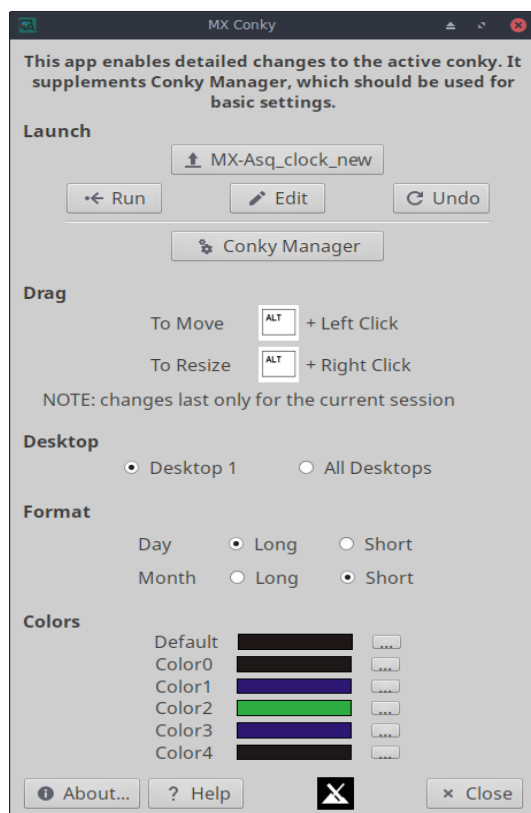 MX Conky
This app enables detailed changes to the active conky. It
supplements Conky Manager, which should be used for
basic settings.
Launch
MX-Asq_clock_new
Run Edit Undo
Conky Manager
Drag
To Move ALT + Left Click
To Resize ALT + Right Click
NOTE: changes last only for the current session
Desktop
Desktop 1 All Desktops
Format
Day Long Short
Month Long Short
Colors
Default ...
Color0 ...
Color1 ...
Color2 ...
Color3 ...
Color4 ...
About... ? Help Close